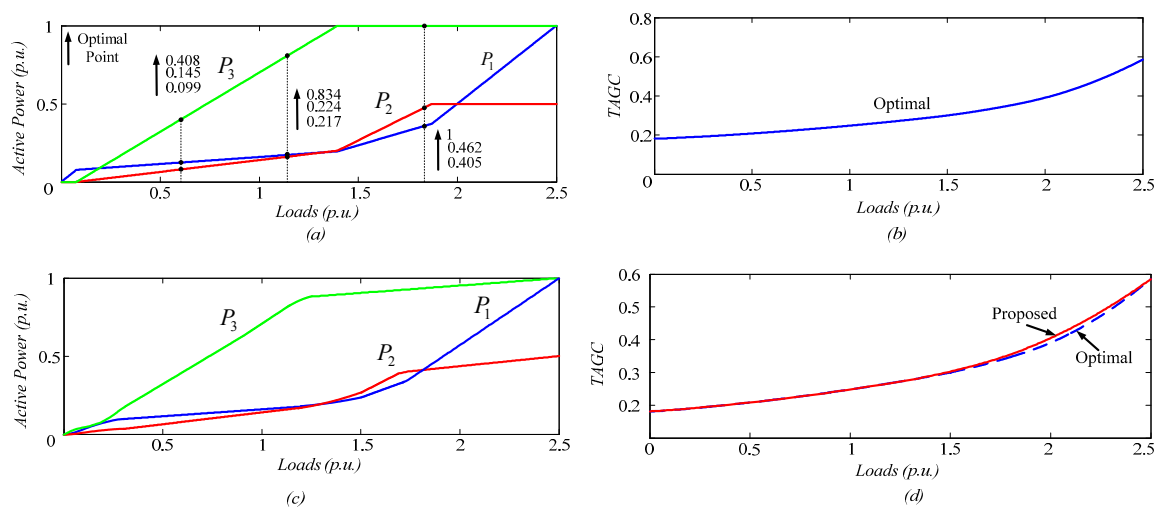 Active Power (p.u.)
1
0.5
0
Optimal
Point
0.408
0.145
0.099
P3
0.834
0.224
0.217
P2
P1
1
0.462
0.405
0.5
1
1.5
2
2.5
Loads (p.u.)
(a)
TAGC
0.8
0.6
0.4
0.2
0
Optimal
0
0.5
1
1.5
2
2.5
Loads (p.u.)
(b)
Active Power (p.u.)
1
0.5
0
P3
P1
P2
0.5
1
1.5
2
2.5
Loads (p.u.)
(c)
TAGC
0.6
0.5
0.4
0.3
0.2
Proposed
Optimal
0
0.5
1
1.5
2
2.5
Loads (p.u.)
(d)